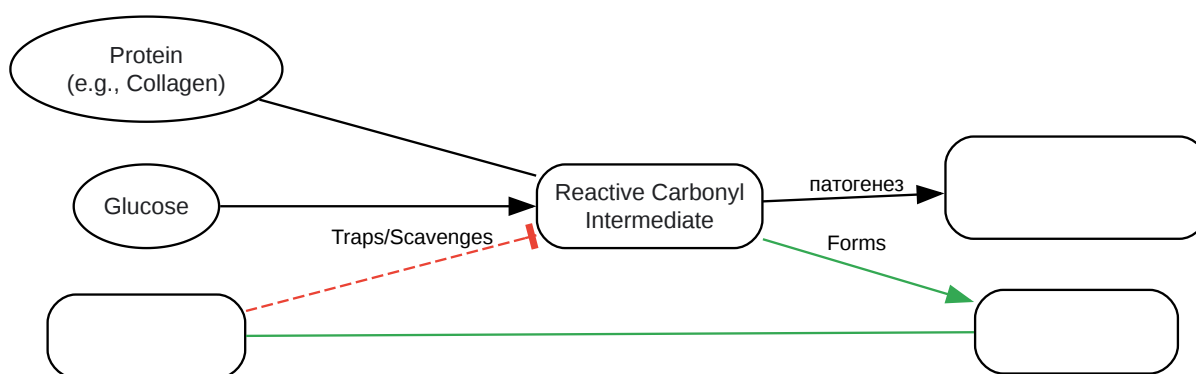 Protein
(e.g., Collagen)
Glucose
Reactive Carbonyl
Intermediate
патогенез
Traps/Scavenges
Forms